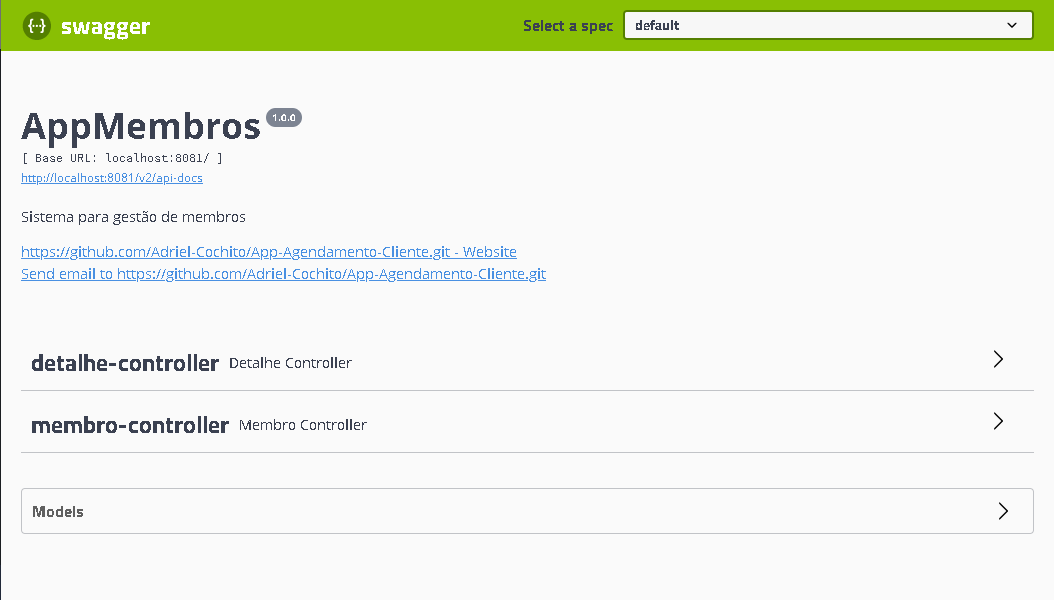 swagger
Select a spec
default
AppMembros 1.0.0
[ Base URL: localhost:8081/ ]
http://localhost:8081/v2/api-docs
Sistema para gestão de membros
https://github.com/Adriel-Cochito/App-Agendamento-Cliente.git - Website
Send email to https://github.com/Adriel-Cochito/App-Agendamento-Cliente.git
detalhe-controller Detalhe Controller
membro-controller Membro Controller
Models